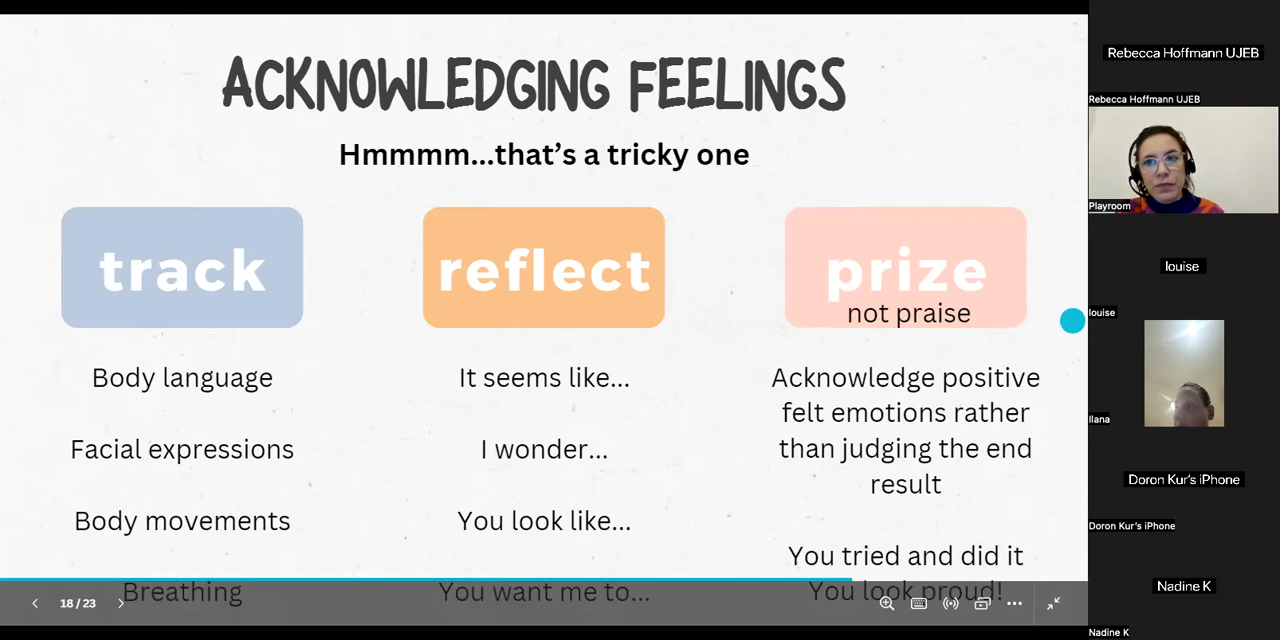 ACKNOWLEDGING FEELINGS
Hmmmm...that's a tricky one
track
Body language
Facial expressions
Body movements
Breathing
reflect
It seems like...
I wonder...
You look like...
You want me to...
prize
not praise
Acknowledge positive
felt emotions rather
than judging the end
result
You tried and did it
You look proud!
18 / 23
Rebecca Hoffmann UJEB
Rebecca Hoffmann UJEB
Playroom
louise
louise
Ilana
Doron Kur's iPhone
Doron Kur's iPhone
Nadine K
Nadine K